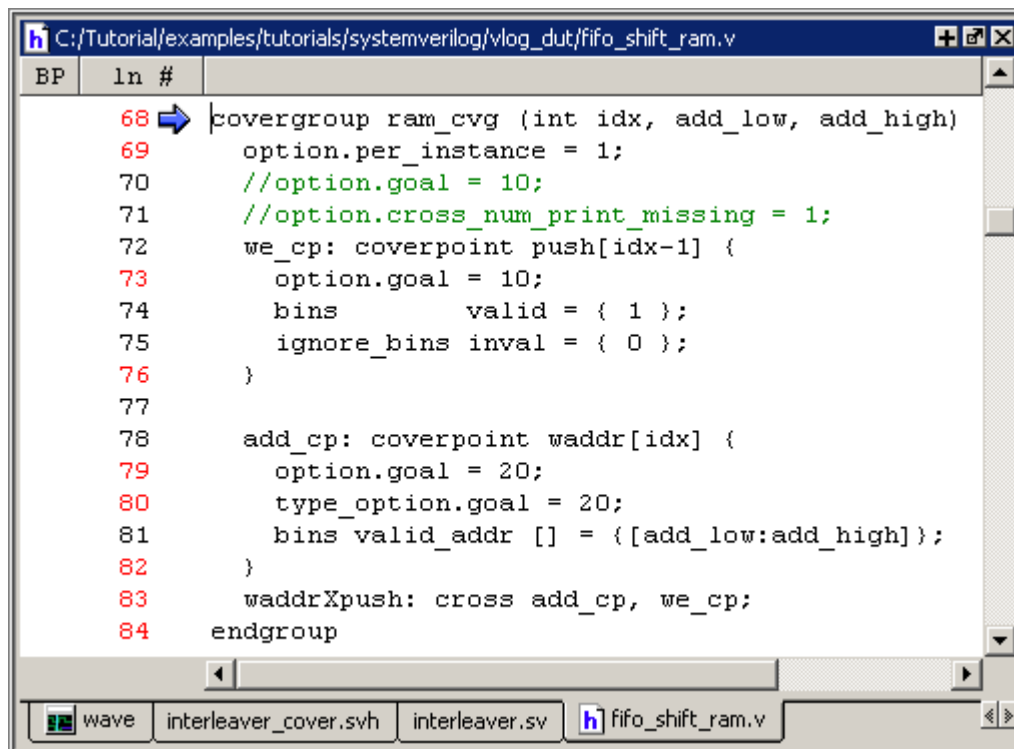 h C:/Tutorial/examples/tutorials/systemverilog/vlog_dut/fifo_shift_ram.v
BP ln #
68 covergroup ram_cvg (int idx, add_low, add_high)
69 option.per_instance = 1;
70 //option.goal = 10;
71 //option.cross_num_print_missing = 1;
72 we_cp: coverpoint push[idx-1] {
73 option.goal = 10;
74 bins valid = { 1 };
75 ignore_bins inval = { 0 };
76 }
77
78 add_cp: coverpoint waddr[idx] {
79 option.goal = 20;
80 type_option.goal = 20;
81 bins valid_addr [] = {[add_low:add_high]};
82 }
83 waddrXpush: cross add_cp, we_cp;
84 endgroup
wave interleaver_cover.svh interleaver.sv h fifo_shift_ram.v